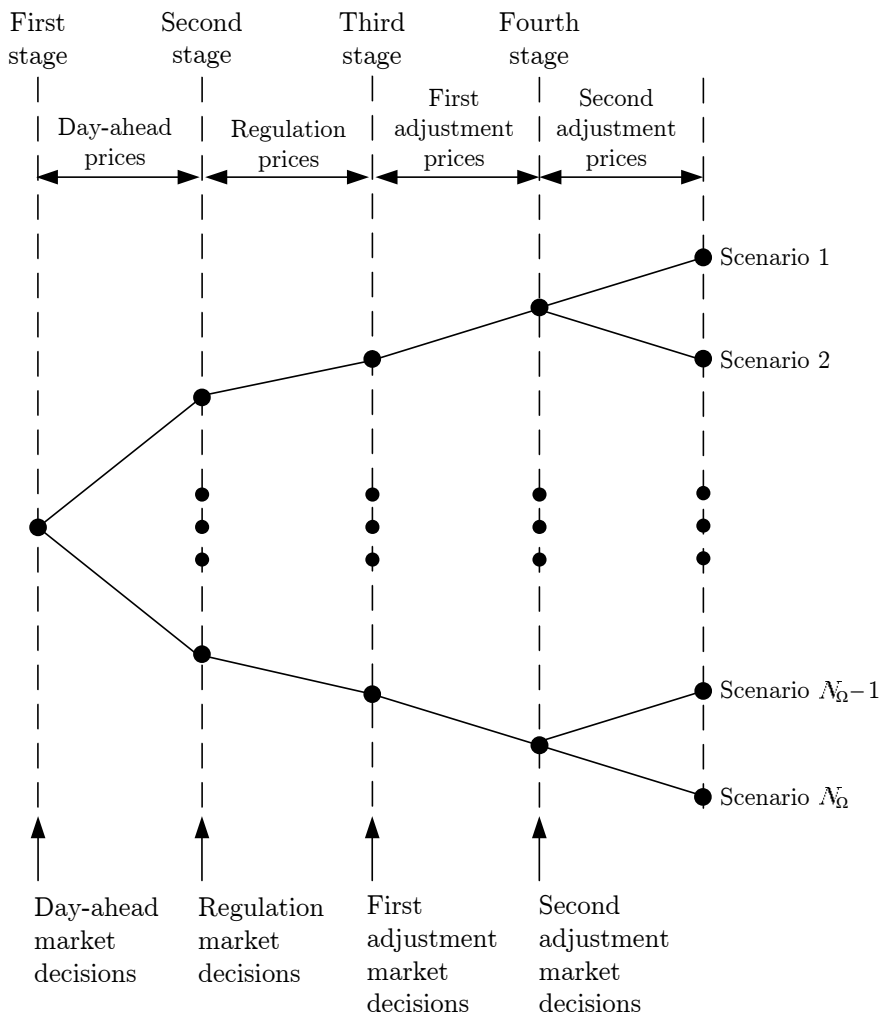 First
stage
Second
stage
Third
stage
Fourth
stage
Day-ahead
prices
Regulation
prices
First
adjustment
prices
Second
adjustment
prices
Scenario 1
Scenario 2
Scenario N_Ω−1
Scenario N_Ω
Day-ahead
market
decisions
Regulation
market
decisions
First
adjustment
market
decisions
Second
adjustment
market
decisions